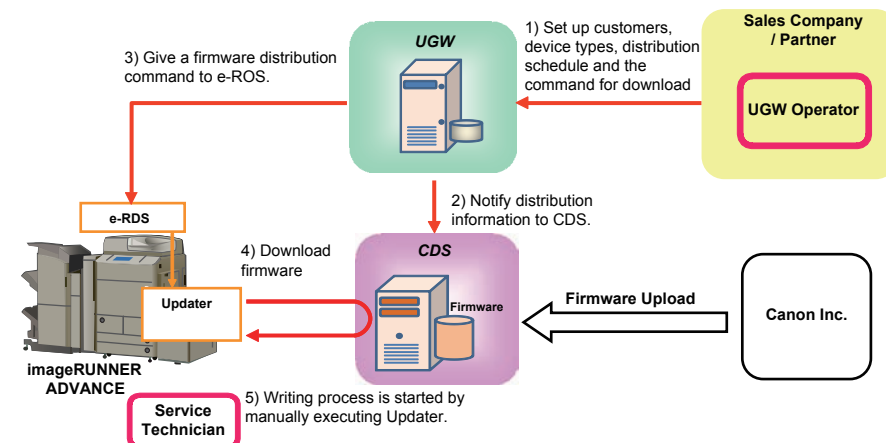 Sales Company
/ Partner
UGW Operator
1) Set up customers,
device types, distribution
schedule and the
command for download
UGW
3) Give a firmware distribution
command to e-ROS.
2) Notify distribution
information to CDS.
e-RDS
CDS
4) Download
firmware
Updater
Firmware
Firmware Upload
Canon Inc.
imageRUNNER
ADVANCE
5) Writing process is started by
manually executing Updater.
Service
Technician